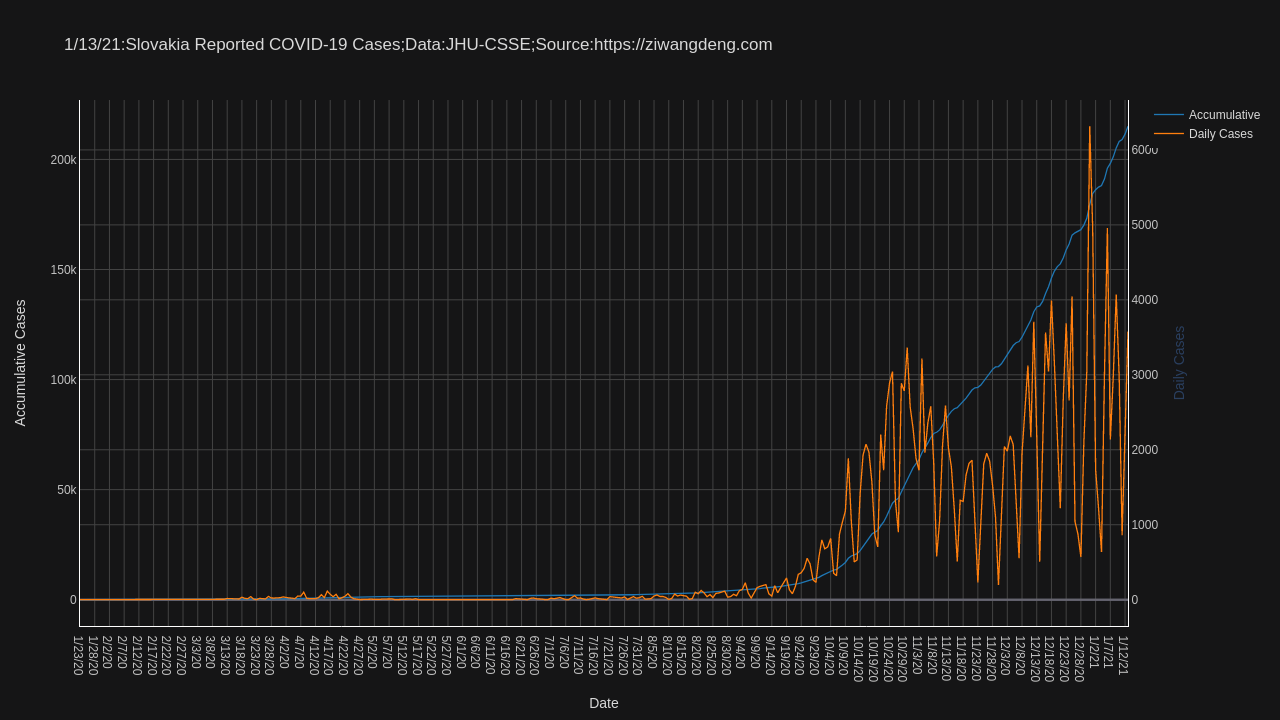 1/13/21:Slovakia Reported COVID-19 Cases;Data:JHU-CSSE;Source:https://ziwangdeng.com
Accumulative
Daily Cases
200k
150k
100k
50k
0
Accumulative Cases
6000
5000
4000
3000
2000
1000
0
Daily Cases
1/23/20 1/28/20 2/2/20 2/7/20 2/12/20 2/17/20 2/22/20 2/27/20 3/3/20 3/8/20 3/13/20 3/18/20 3/23/20 3/28/20 4/2/20 4/7/20 4/12/20 4/17/20 4/22/20 4/27/20 5/2/20 5/7/20 5/12/20 5/17/20 5/22/20 5/27/20 6/1/20 6/6/20 6/11/20 6/16/20 6/21/20 6/26/20 7/1/20 7/6/20 7/11/20 7/16/20 7/21/20 7/26/20 7/31/20 8/5/20 8/10/20 8/15/20 8/20/20 8/25/20 8/30/20 9/4/20 9/9/20 9/14/20 9/19/20 9/24/20 9/29/20 10/4/20 10/9/20 10/14/20 10/19/20 10/24/20 10/29/20 11/3/20 11/8/20 11/13/20 11/18/20 11/23/20 11/28/20 12/3/20 12/8/20 12/13/20 12/18/20 12/23/20 12/28/20 1/2/21 1/7/21 1/12/21
Date